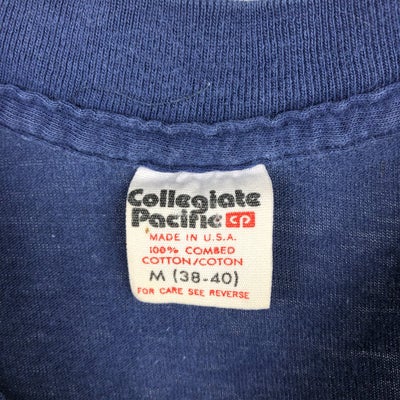 Collegiate
Pacific cp
MADE IN U.S.A.
100% COMBED
COTTON/COTON
M (38-40)
FOR CARE SEE REVERSE